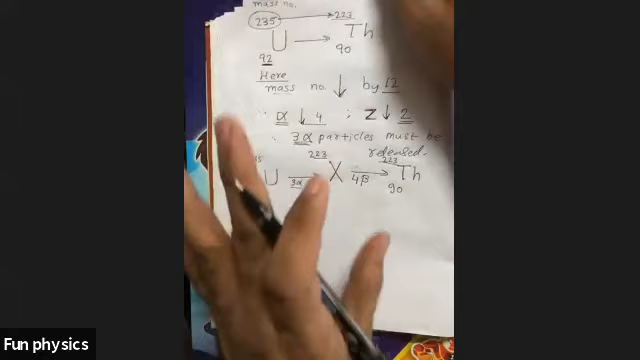 mass no.
235 → 223
U → Th
92 90
Here
mass no. ↓ by 12
∵ α ↓ 4 ; Z ↓ 2
∴ 3α particles must be
released.
35 223 223
U → X → Th
3α 4β 90
Fun physics